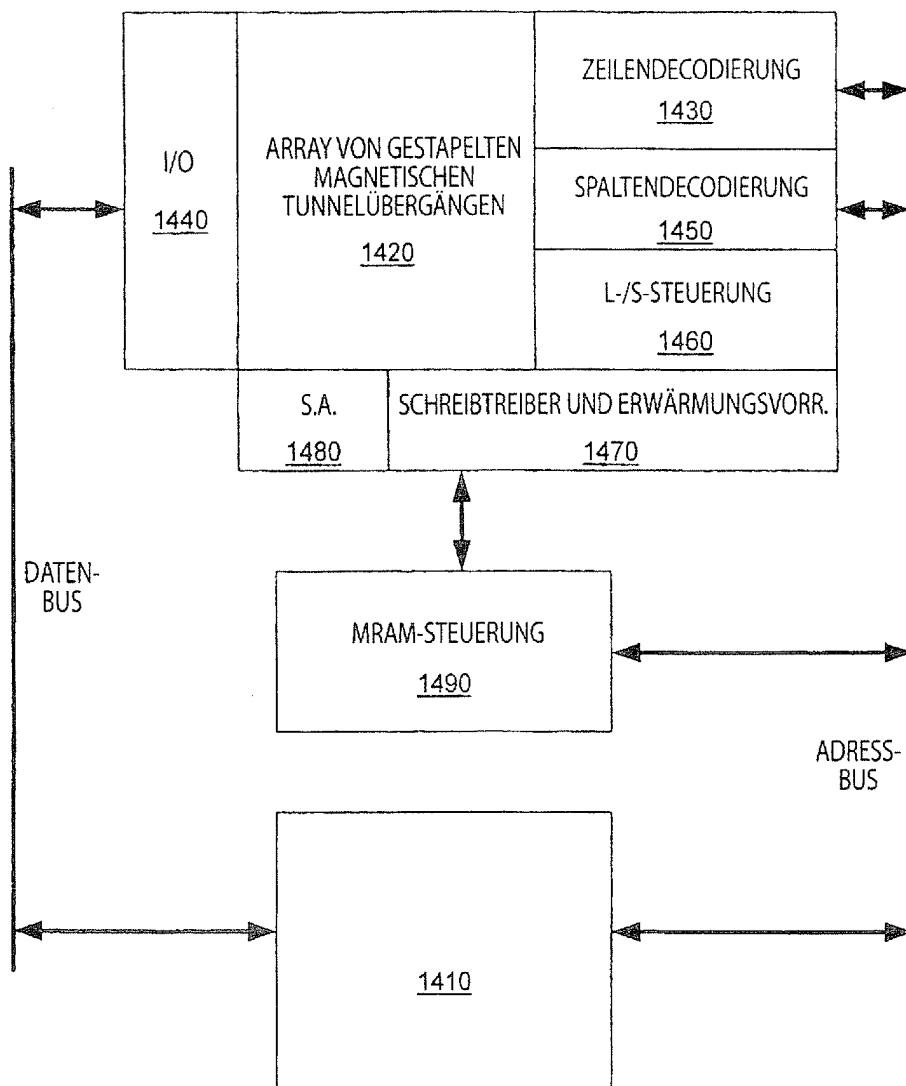 I/O
1440
ARRAY VON GESTAPELTEN
MAGNETISCHEN
TUNNELÜBERGÄNGEN
1420
ZEILENDECODIERUNG
1430
SPALTENDECODIERUNG
1450
L-/S-STEUERUNG
1460
S.A.
1480
SCHREIBTREIBER UND ERWÄRMUNGSVORR.
1470
DATEN-
BUS
MRAM-STEUERUNG
1490
ADRESS-
BUS
1410